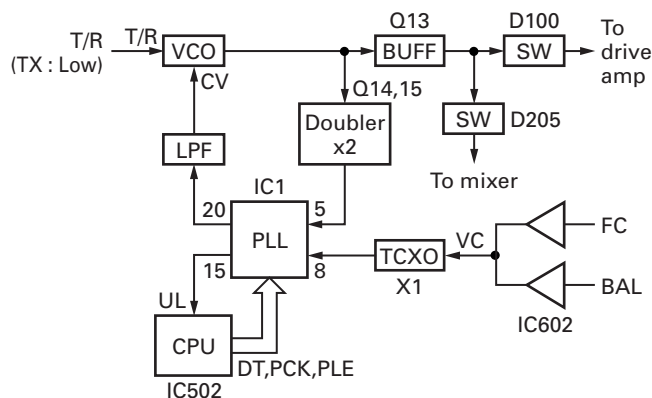 T/R
(TX : Low)
T/R
VCO
CV
Q13
BUFF
D100
SW
To
drive
amp
Q14,15
Doubler
x2
SW
D205
To mixer
LPF
IC1
20
5
PLL
15
8
TCXO
X1
VC
FC
BAL
IC602
UL
CPU
IC502
DT,PCK,PLE